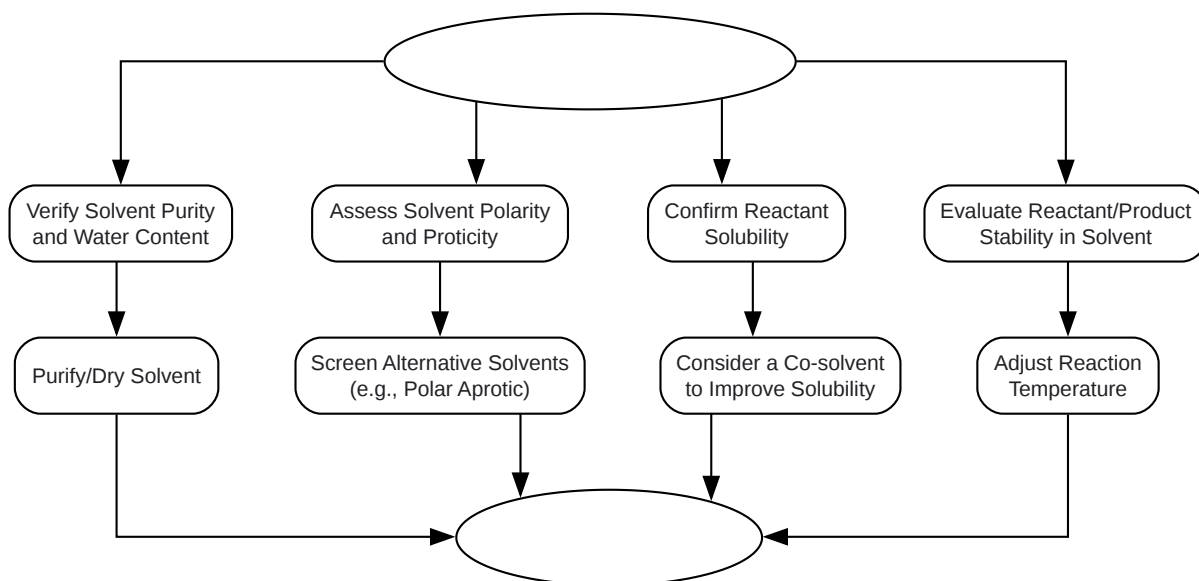 Verify Solvent Purity
and Water Content
Assess Solvent Polarity
and Proticity
Confirm Reactant
Solubility
Evaluate Reactant/Product
Stability in Solvent
Purify/Dry Solvent
Screen Alternative Solvents
(e.g., Polar Aprotic)
Consider a Co-solvent
to Improve Solubility
Adjust Reaction
Temperature